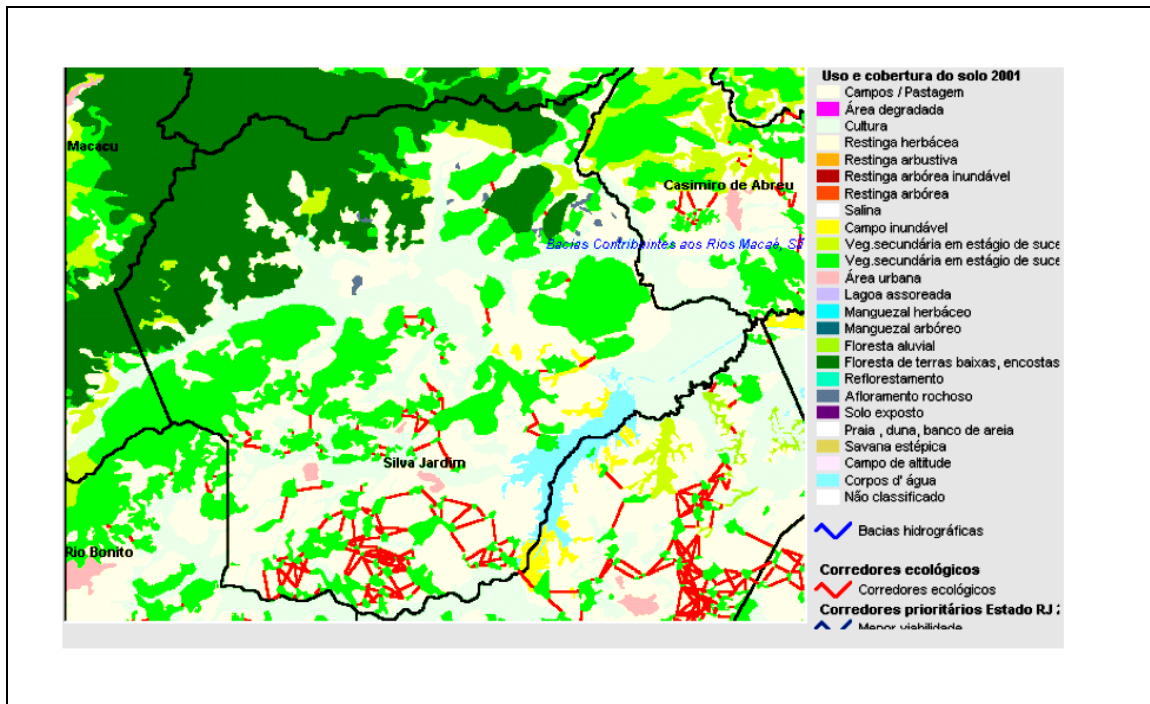 Macacu
Casimiro de Abreu
Bacias Contribuintes aos Rios Macaé, S
Silva Jardim
Rio Bonito
Uso e cobertura do solo 2001
Campos / Pastagem
Área degradada
Cultura
Restinga herbácea
Restinga arbustiva
Restinga arbórea inundável
Restinga arbórea
Salina
Campo inundável
Veg.secundária em estágio de suce
Veg.secundária em estágio de suce
Área urbana
Lagoa assoreada
Manguezal herbáceo
Manguezal arbóreo
Floresta aluvial
Floresta de terras baixas, encostas
Reflorestamento
Afloramento rochoso
Solo exposto
Praia , duna, banco de areia
Savana estépica
Campo de altitude
Corpos d' água
Não classificado
Bacias hidrográficas
Corredores ecológicos
Corredores ecológicos
Corredores prioritários Estado RJ
Menor viabilidade